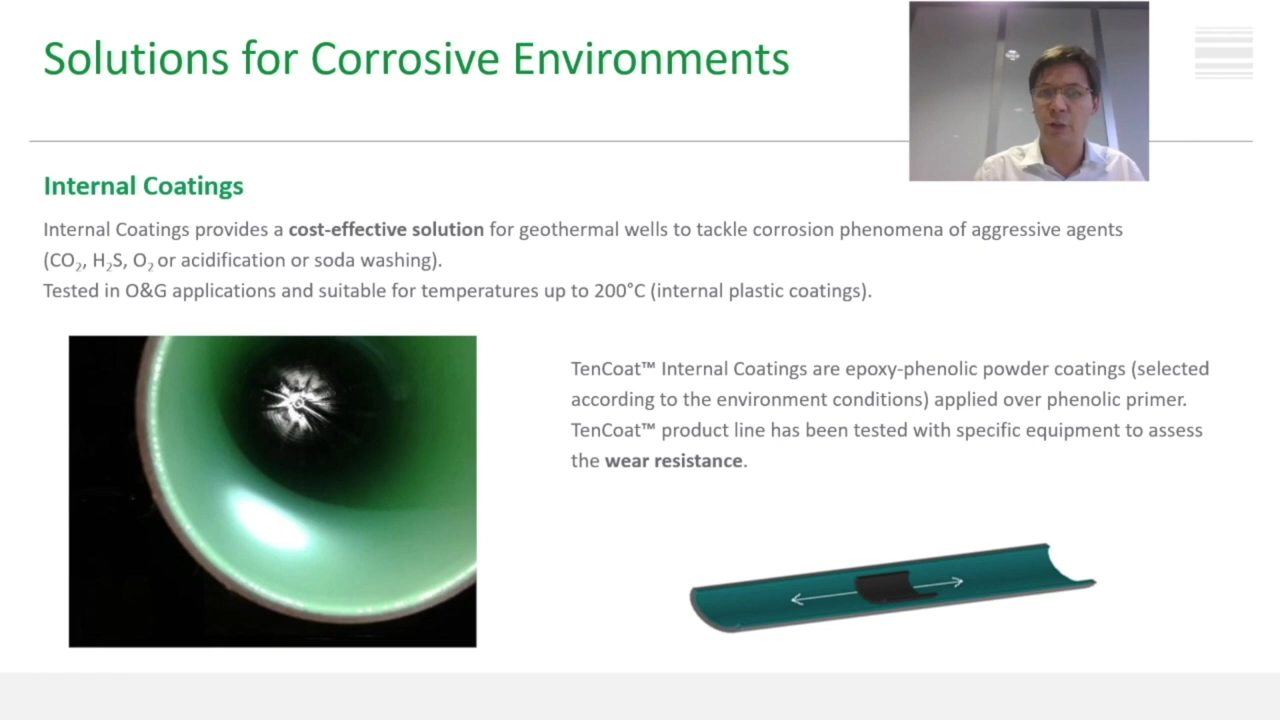 Solutions for Corrosive Environments
Internal Coatings
Internal Coatings provides a cost-effective solution for geothermal wells to tackle corrosion phenomena of aggressive agents
(CO₂, H₂S, O₂ or acidification or soda washing).
Tested in O&G applications and suitable for temperatures up to 200°C (internal plastic coatings).
TenCoat™ Internal Coatings are epoxy-phenolic powder coatings (selected
according to the environment conditions) applied over phenolic primer.
TenCoat™ product line has been tested with specific equipment to assess
the wear resistance.